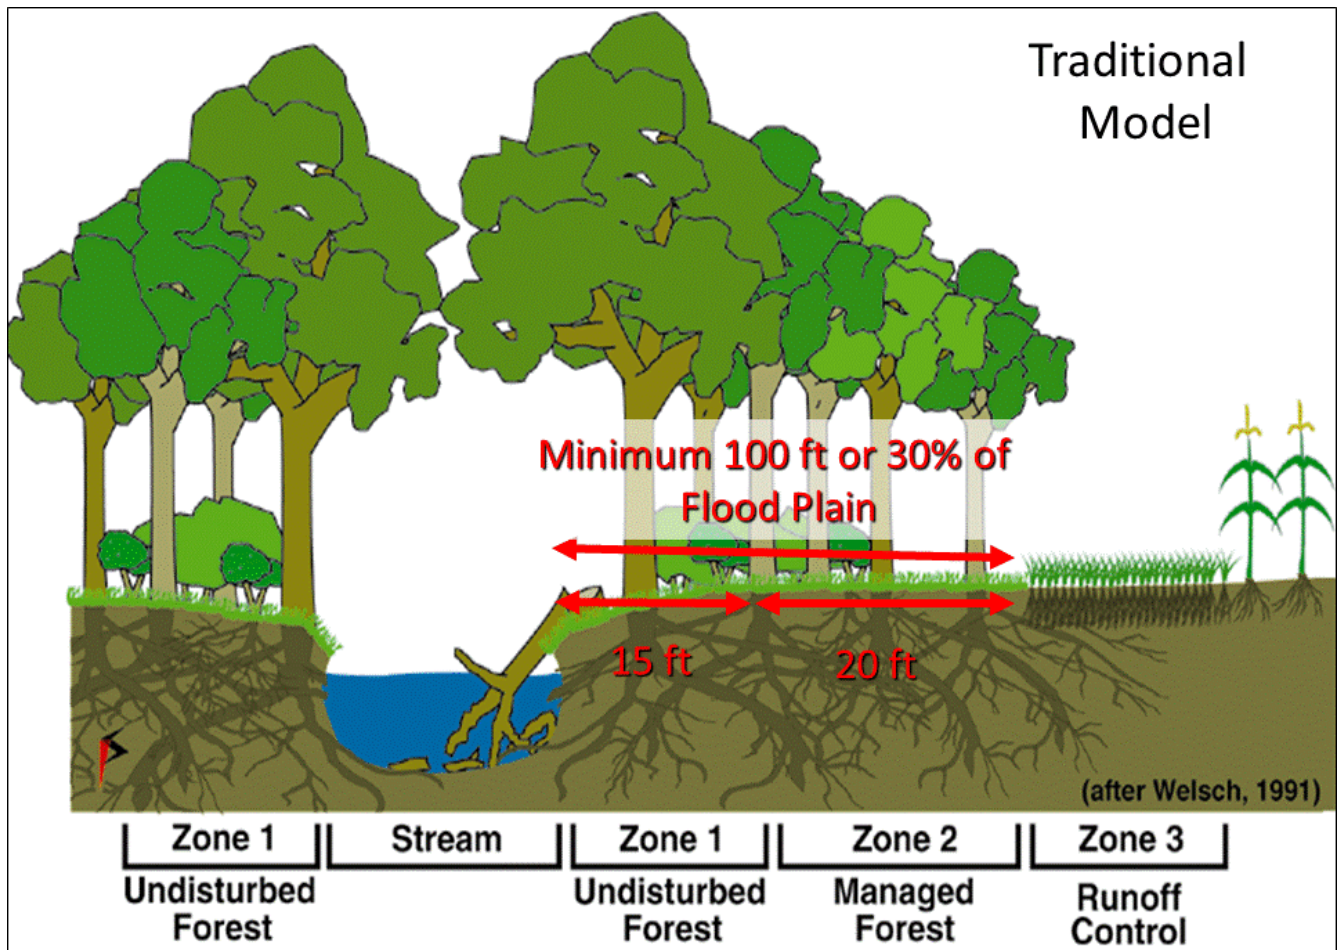 Traditional
Model
Minimum 100 ft or 30% of
Flood Plain
15 ft
20 ft
(after Welsch, 1991)
Zone 1
Stream
Zone 1
Zone 2
Zone 3
Undisturbed
Forest
Undisturbed
Forest
Managed
Forest
Runoff
Control